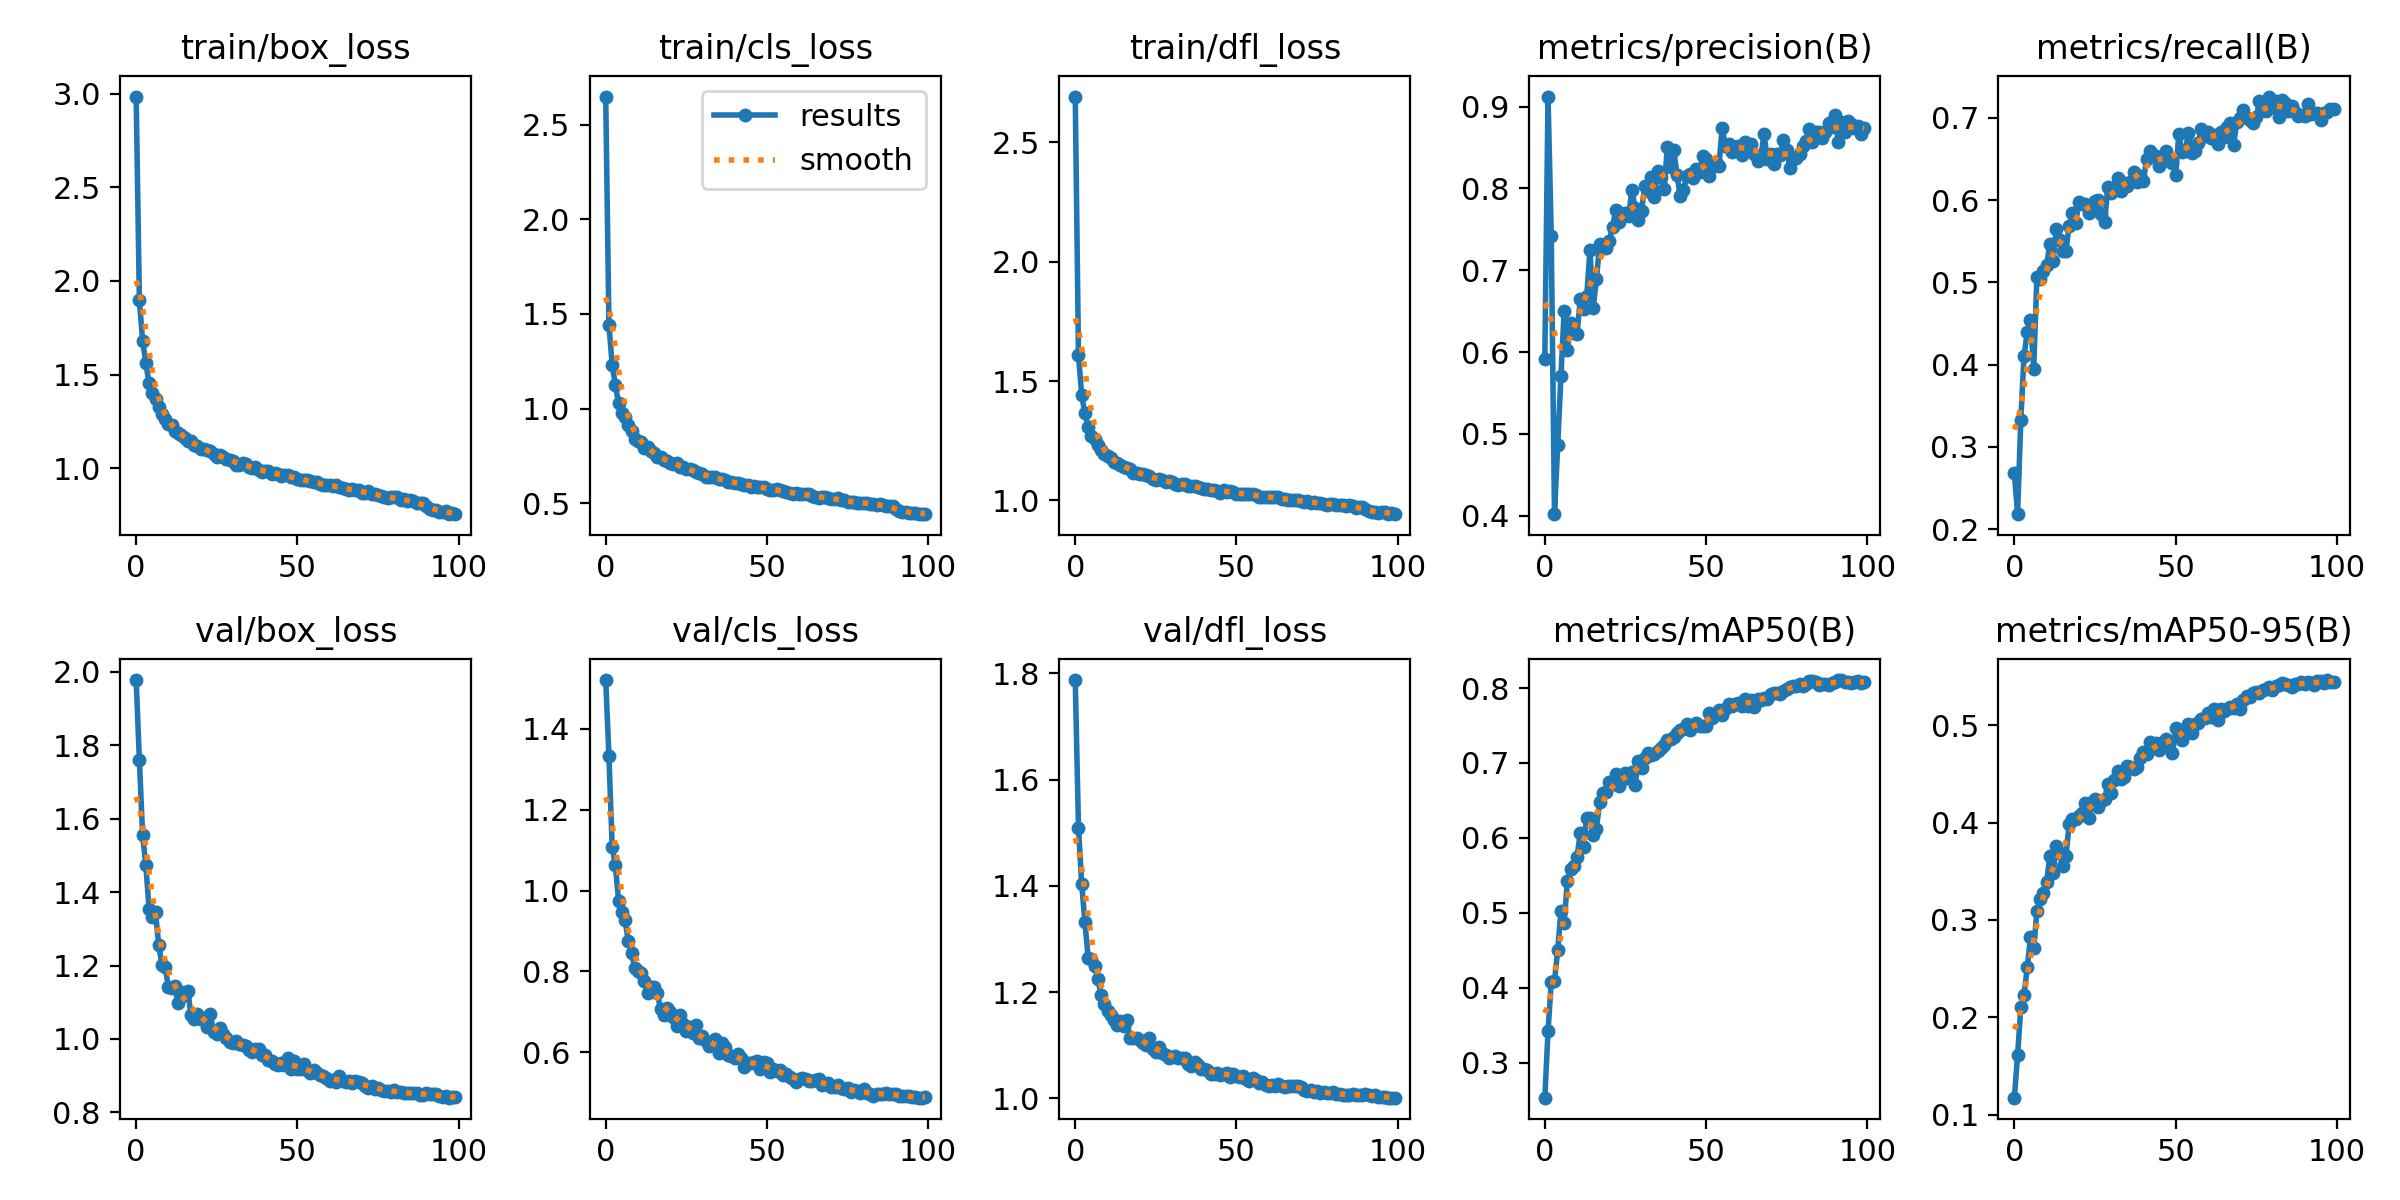 train/box_loss
3.0
2.5
2.0
1.5
1.0
0 50 100
train/cls_loss
results
smooth
2.5
2.0
1.5
1.0
0.5
0 50 100
train/dfl_loss
2.5
2.0
1.5
1.0
0 50 100
metrics/precision(B)
0.9
0.8
0.7
0.6
0.5
0.4
0 50 100
metrics/recall(B)
0.7
0.6
0.5
0.4
0.3
0.2
0 50 100
val/box_loss
2.0
1.8
1.6
1.4
1.2
1.0
0.8
0 50 100
val/cls_loss
1.4
1.2
1.0
0.8
0.6
0 50 100
val/dfl_loss
1.8
1.6
1.4
1.2
1.0
0 50 100
metrics/mAP50(B)
0.8
0.7
0.6
0.5
0.4
0.3
0 50 100
metrics/mAP50-95(B)
0.5
0.4
0.3
0.2
0.1
0 50 100